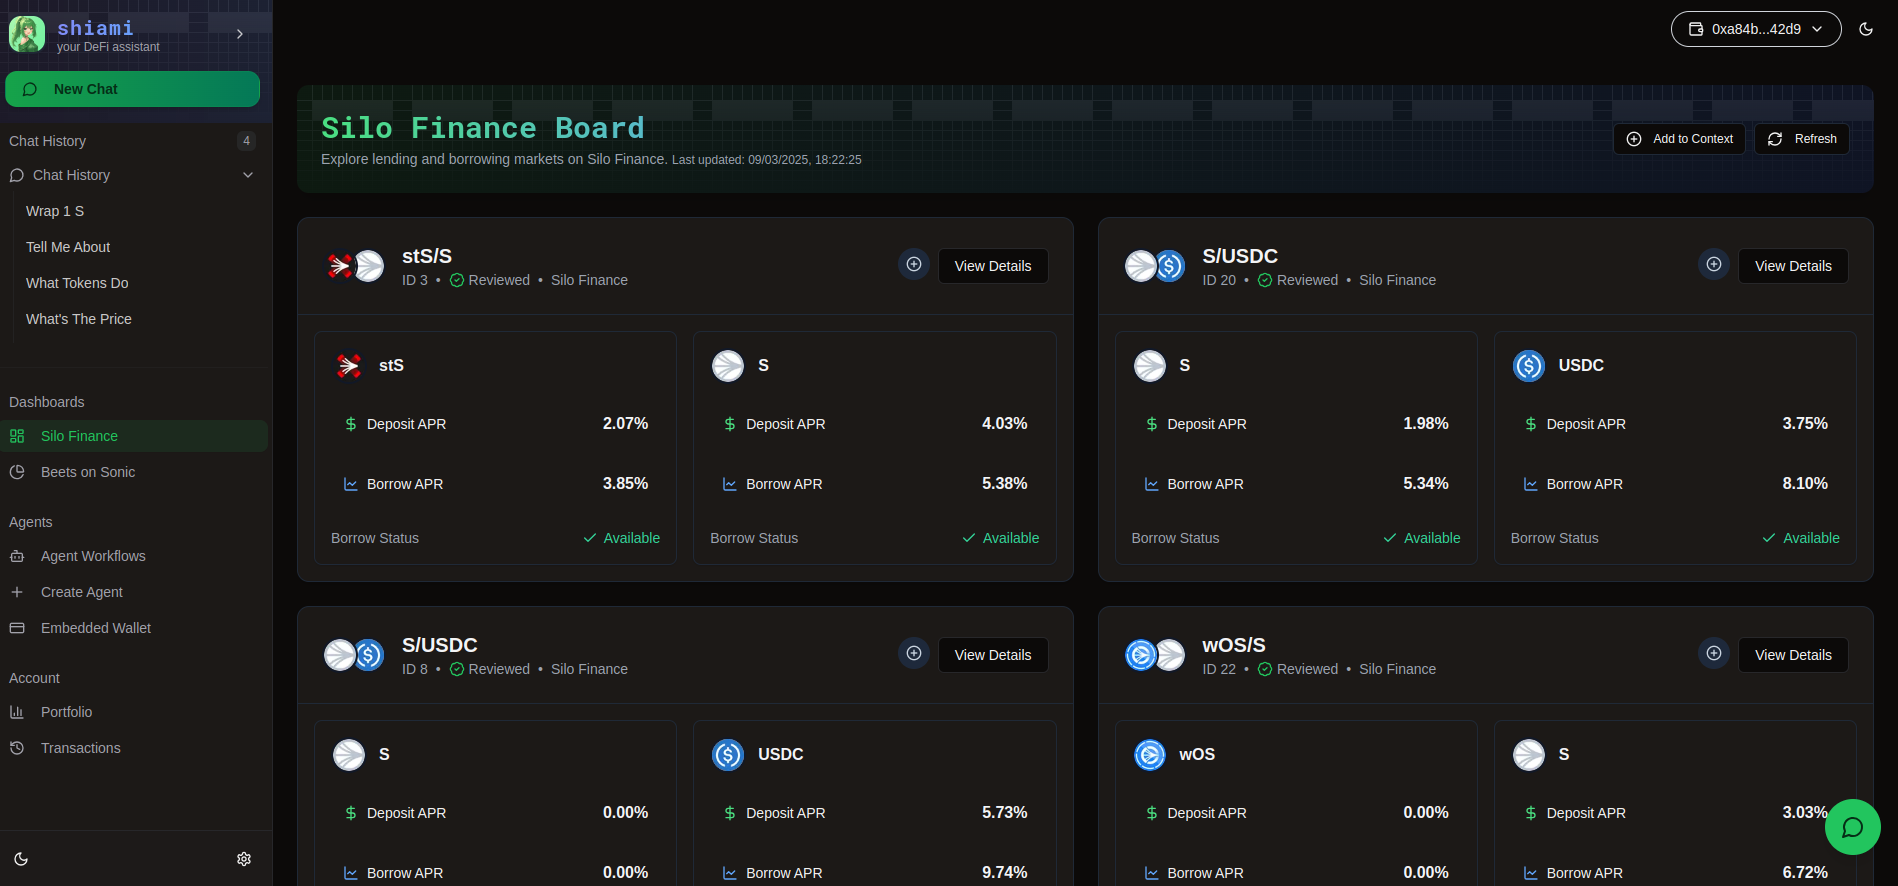 shiami
your DeFi assistant
New Chat
Chat History 4
Chat History
Wrap 1 S
Tell Me About
What Tokens Do
What's The Price
Dashboards
Silo Finance
Beets on Sonic
Agents
Agent Workflows
Create Agent
Embedded Wallet
Account
Portfolio
Transactions
0xa84b...42d9
Silo Finance Board
Explore lending and borrowing markets on Silo Finance. Last updated: 09/03/2025, 18:22:25
Add to Context
Refresh
stS/S
ID 3 • Reviewed • Silo Finance
View Details
stS
Deposit APR 2.07%
Borrow APR 3.85%
Borrow Status Available
S
Deposit APR 4.03%
Borrow APR 5.38%
Borrow Status Available
S/USDC
ID 20 • Reviewed • Silo Finance
View Details
S
Deposit APR 1.98%
Borrow APR 5.34%
Borrow Status Available
USDC
Deposit APR 3.75%
Borrow APR 8.10%
Borrow Status Available
S/USDC
ID 8 • Reviewed • Silo Finance
View Details
S
Deposit APR 0.00%
Borrow APR 0.00%
USDC
Deposit APR 5.73%
Borrow APR 9.74%
wOS/S
ID 22 • Reviewed • Silo Finance
View Details
wOS
Deposit APR 0.00%
Borrow APR 0.00%
S
Deposit APR 3.03%
Borrow APR 6.72%